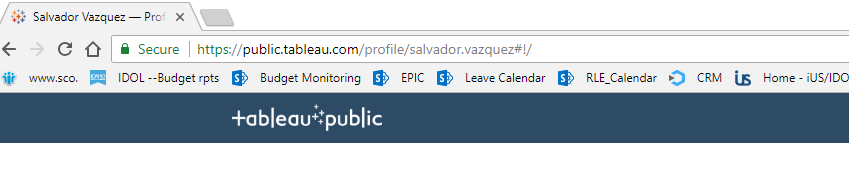 Salvador Vazquez — Prof
Secure https://public.tableau.com/profile/salvador.vazquez#!/
www.sco. IDOL --Budget rpts Budget Monitoring EPIC Leave Calendar RLE_Calendar CRM ius Home - iUS/IDO
+ableau public